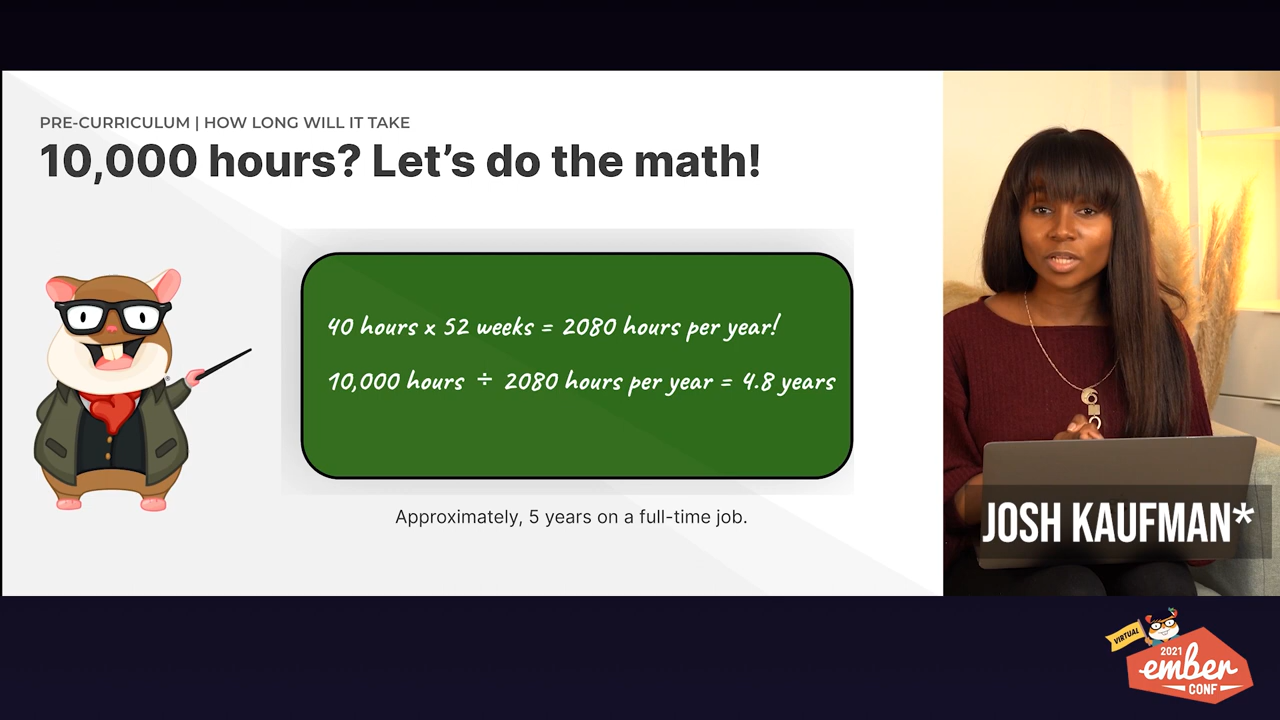 PRE-CURRICULUM | HOW LONG WILL IT TAKE
10,000 hours? Let’s do the math!
40 hours x 52 weeks = 2080 hours per year!
10,000 hours ÷ 2080 hours per year = 4.8 years
Approximately, 5 years on a full-time job.
JOSH KAUFMAN*
VIRTUAL
2021
ember
CONF